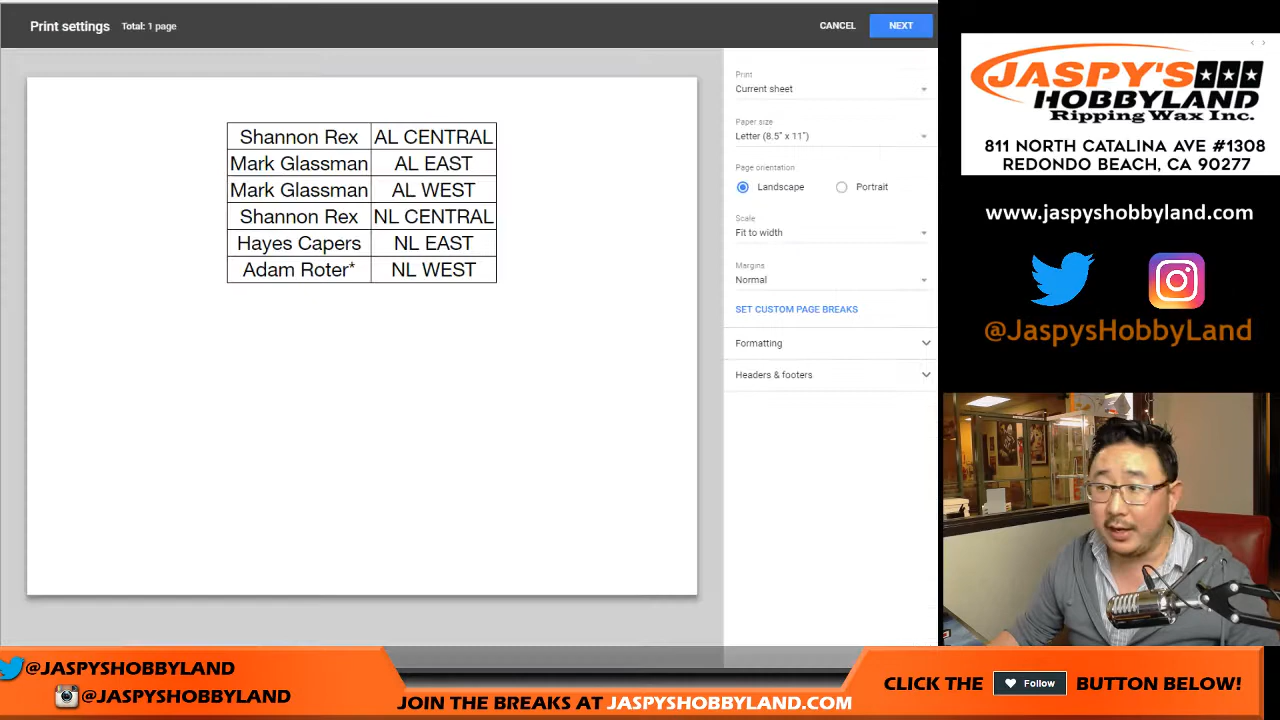 Print settings Total: 1 page CANCEL NEXT
Shannon Rex AL CENTRAL
Mark Glassman AL EAST
Mark Glassman AL WEST
Shannon Rex NL CENTRAL
Hayes Capers NL EAST
Adam Roter* NL WEST
Print
Current sheet
Paper size
Letter (8.5" x 11")
Page orientation
Landscape Portrait
Scale
Fit to width
Margins
Normal
SET CUSTOM PAGE BREAKS
Formatting
Headers & footers
JASPY'S
HOBBYLAND
Ripping Wax Inc.
811 NORTH CATALINA AVE #1308
REDONDO BEACH, CA 90277
www.jaspyshobbyland.com
@JaspysHobbyLand
@JASPYSHOBBYLAND
@JASPYSHOBBYLAND
JOIN THE BREAKS AT JASPYSHOBBYLAND.COM
CLICK THE Follow BUTTON BELOW!